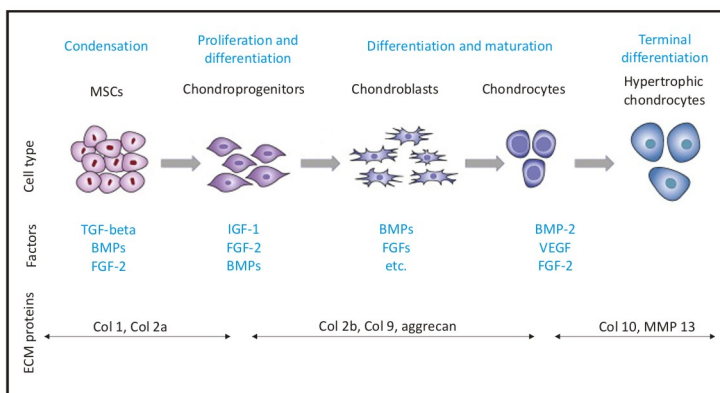 Condensation
Proliferation and
differentiation
Differentiation and maturation
Terminal
differentiation
MSCs
Chondroprogenitors
Chondroblasts
Chondrocytes
Hypertrophic
chondrocytes
Cell type
Factors
TGF-beta
BMPs
FGF-2
IGF-1
FGF-2
BMPs
BMPs
FGFs
etc.
BMP-2
VEGF
FGF-2
ECM proteins
Col 1, Col 2a
Col 2b, Col 9, aggrecan
Col 10, MMP 13